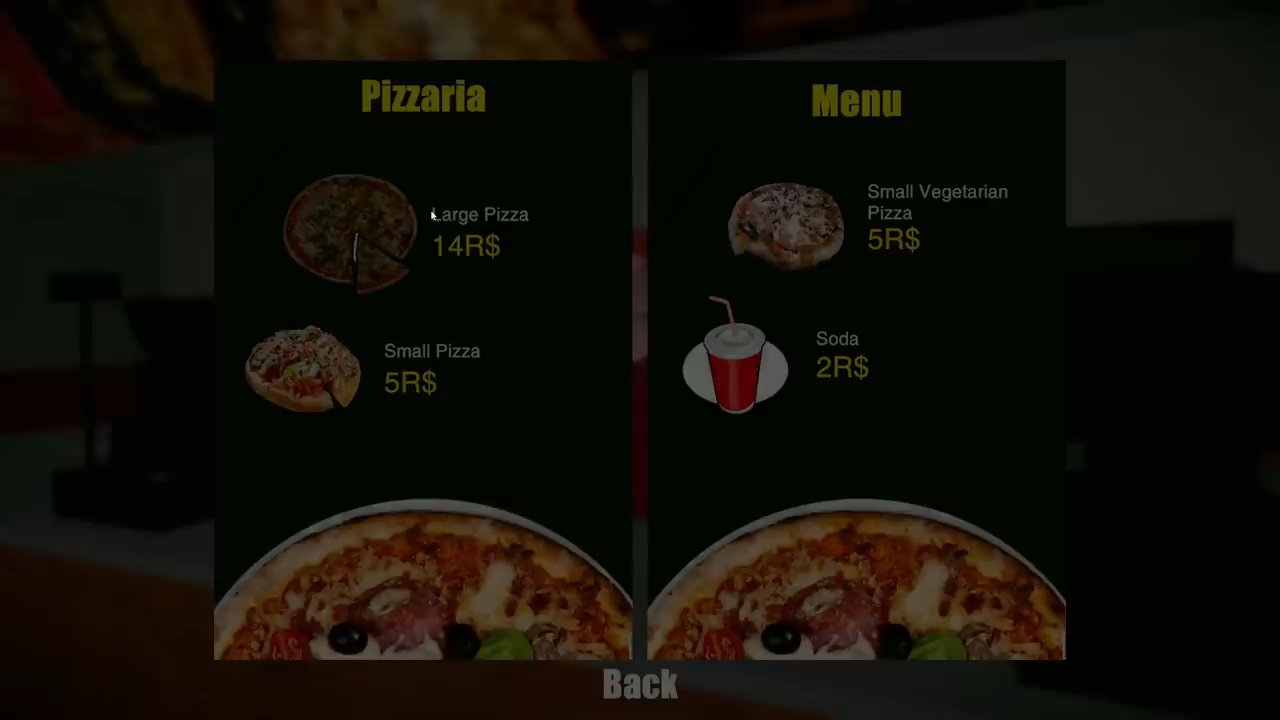 Pizzaria
Large Pizza
14R$
Small Pizza
5R$
Menu
Small Vegetarian
Pizza
5R$
Soda
2R$
Back